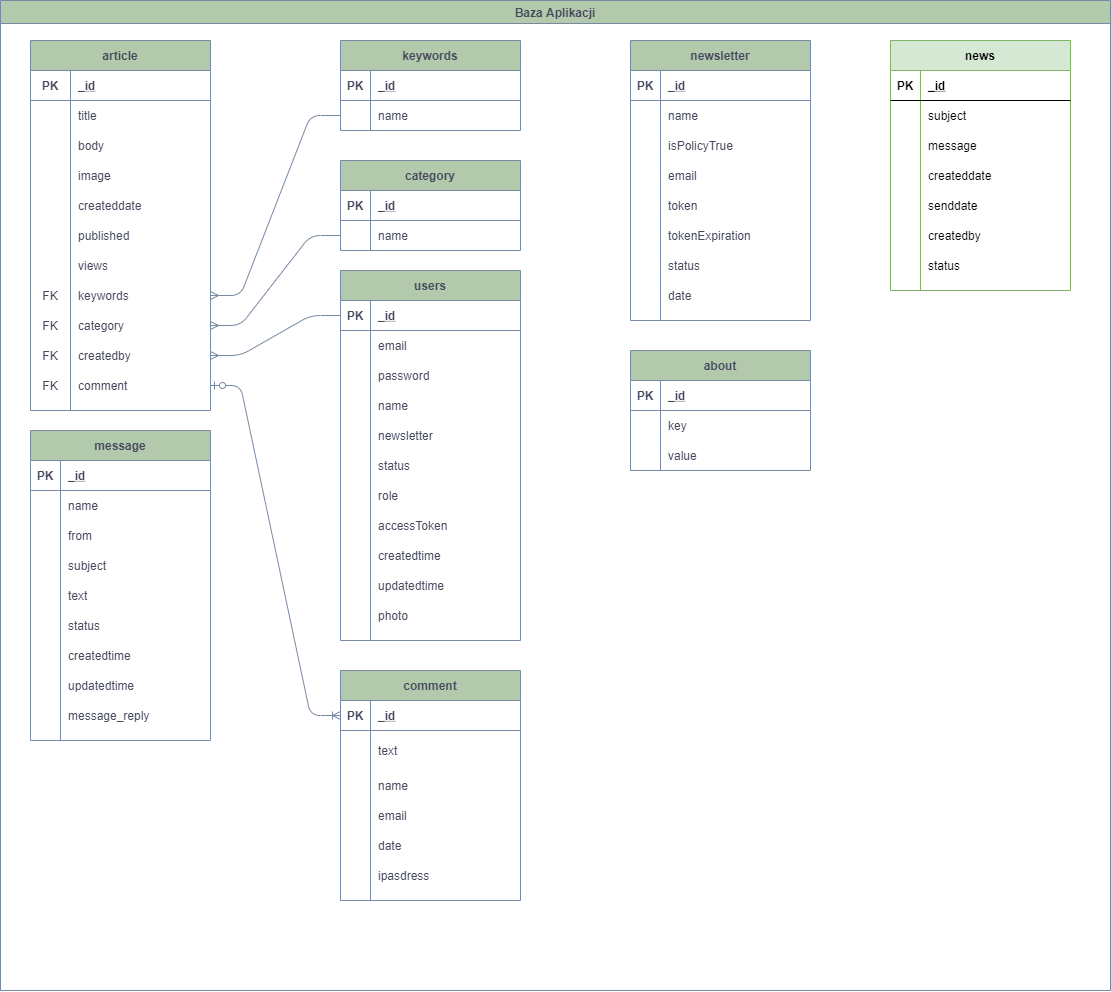 Baza Aplikacji
article
PK _id
title
body
image
createddate
published
views
FK keywords
FK category
FK createdby
FK comment
message
PK _id
name
from
subject
text
status
createdtime
updatedtime
message_reply
keywords
PK _id
name
category
PK _id
name
users
PK _id
email
password
name
newsletter
status
role
accessToken
createdtime
updatedtime
photo
comment
PK _id
text
name
email
date
ipasdress
newsletter
PK _id
name
isPolicyTrue
email
token
tokenExpiration
status
date
about
PK _id
key
value
news
PK _id
subject
message
createddate
senddate
createdby
status